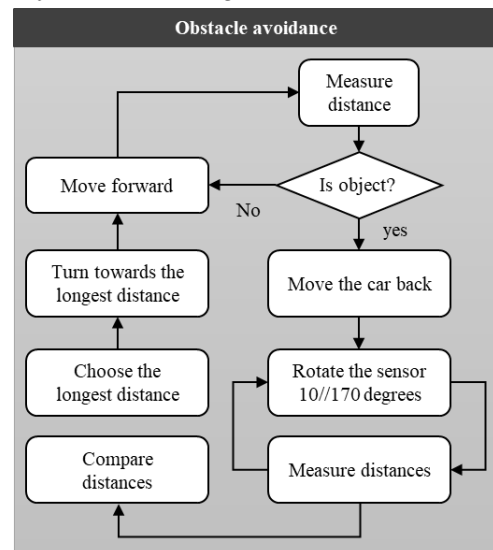 Obstacle avoidance
Measure
distance
Is object?
Move forward
No
yes
Turn towards the
longest distance
Move the car back
Choose the
longest distance
Rotate the sensor
10//170 degrees
Compare
distances
Measure distances